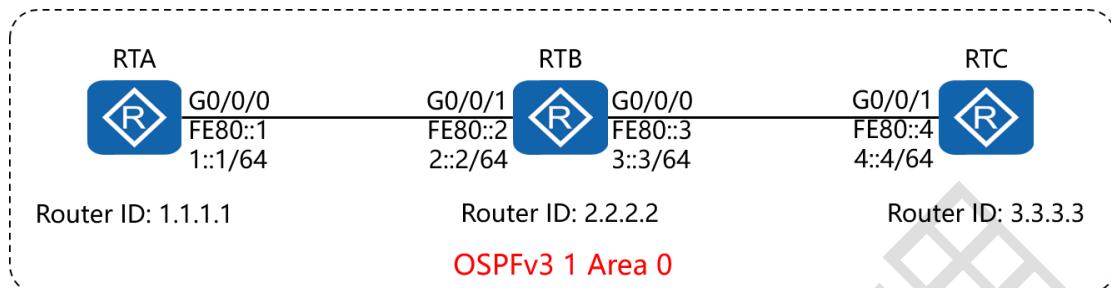 RTA
RTB
RTC
R
G0/0/0
FE80::1
1::1/64
G0/0/1
FE80::2
2::2/64
R
G0/0/0
FE80::3
3::3/64
G0/0/1
FE80::4
4::4/64
R
Router ID: 1.1.1.1
Router ID: 2.2.2.2
Router ID: 3.3.3.3
OSPFv3 1 Area 0